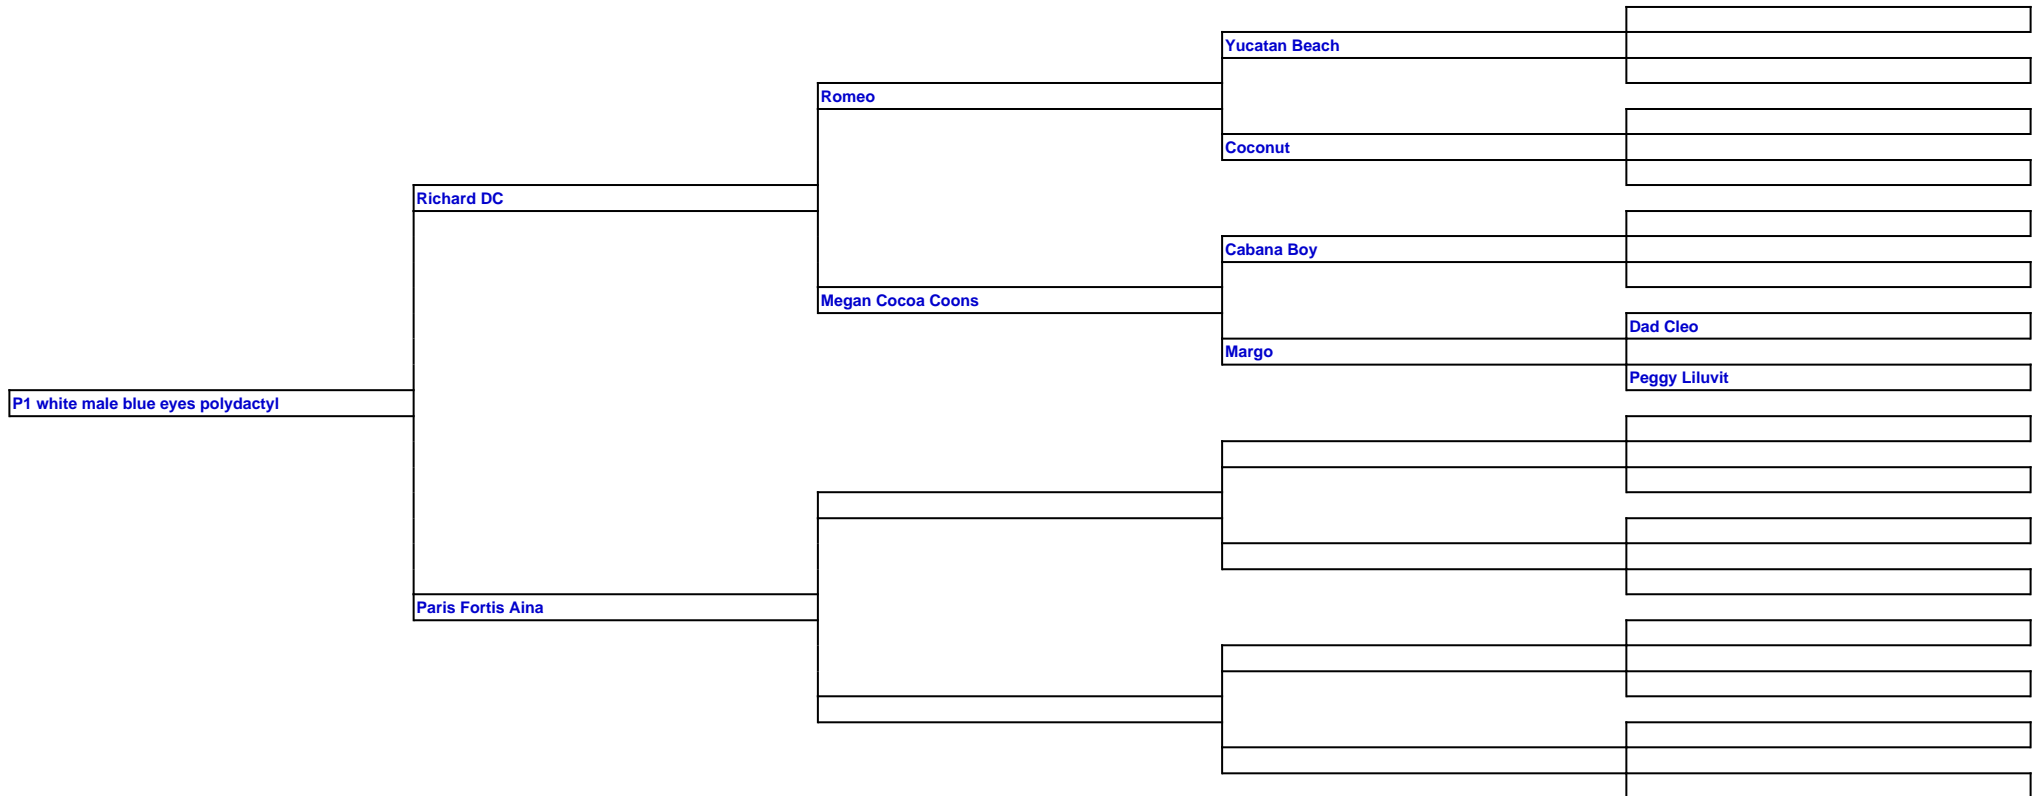 Yucatan Beach
Romeo
Coconut
Richard DC
Cabana Boy
Megan Cocoa Coons
Dad Cleo
Margo
Peggy Liluvit
P1 white male blue eyes polydactyl
Paris Fortis Aina